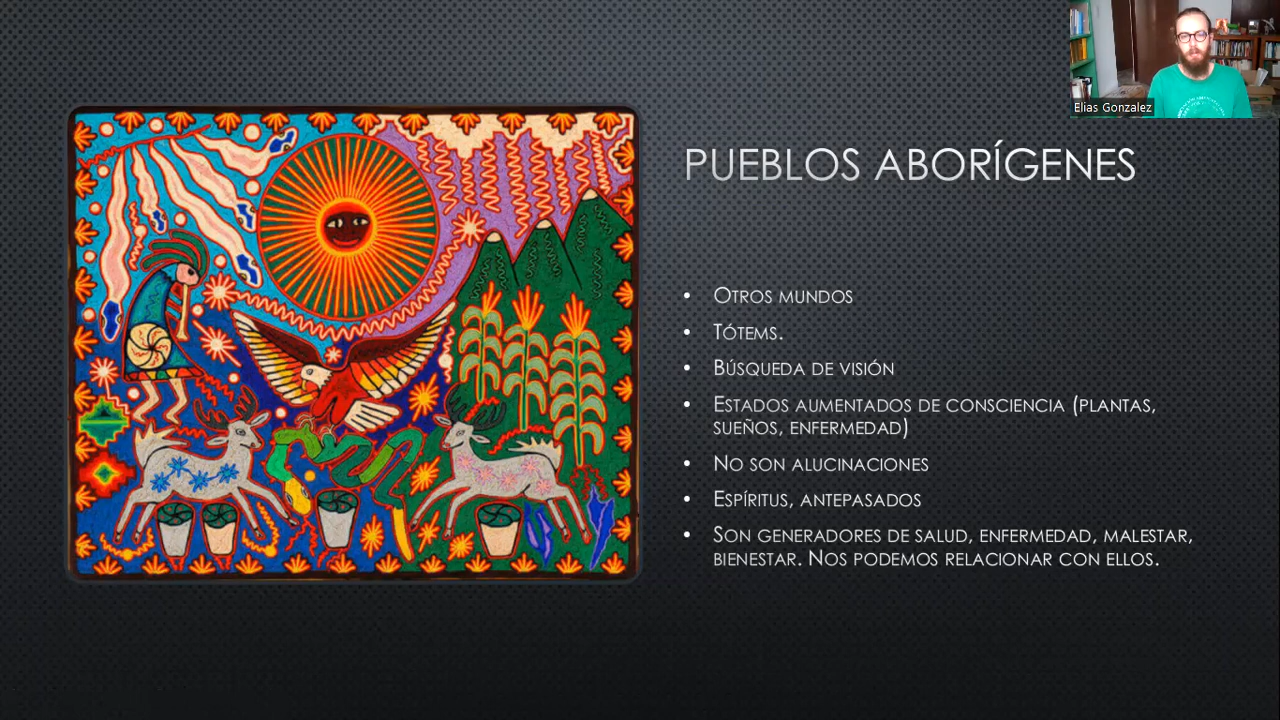 Elias Gonzalez
PUEBLOS ABORÍGENES
• OTROS MUNDOS
• TÓTEMS.
• BÚSQUEDA DE VISIÓN
• ESTADOS AUMENTADOS DE CONSCIENCIA (PLANTAS,
SUEÑOS, ENFERMEDAD)
• NO SON ALUCINACIONES
• ESPÍRITUS, ANTEPASADOS
• SON GENERADORES DE SALUD, ENFERMEDAD, MALESTAR,
BIENESTAR. NOS PODEMOS RELACIONAR CON ELLOS.